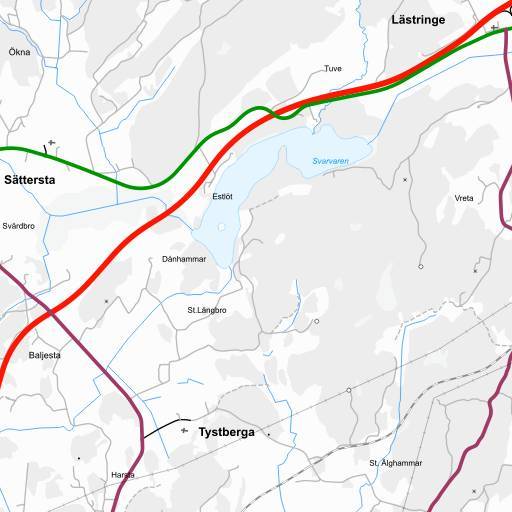 Lästringe
Ökna
Tuve
Svarvaren
Sättersta
Estlöt
Vreta
Svärdbro
Dånhammar
St.Långbro
Baljesta
Tystberga
St. Älghammar
Harsta